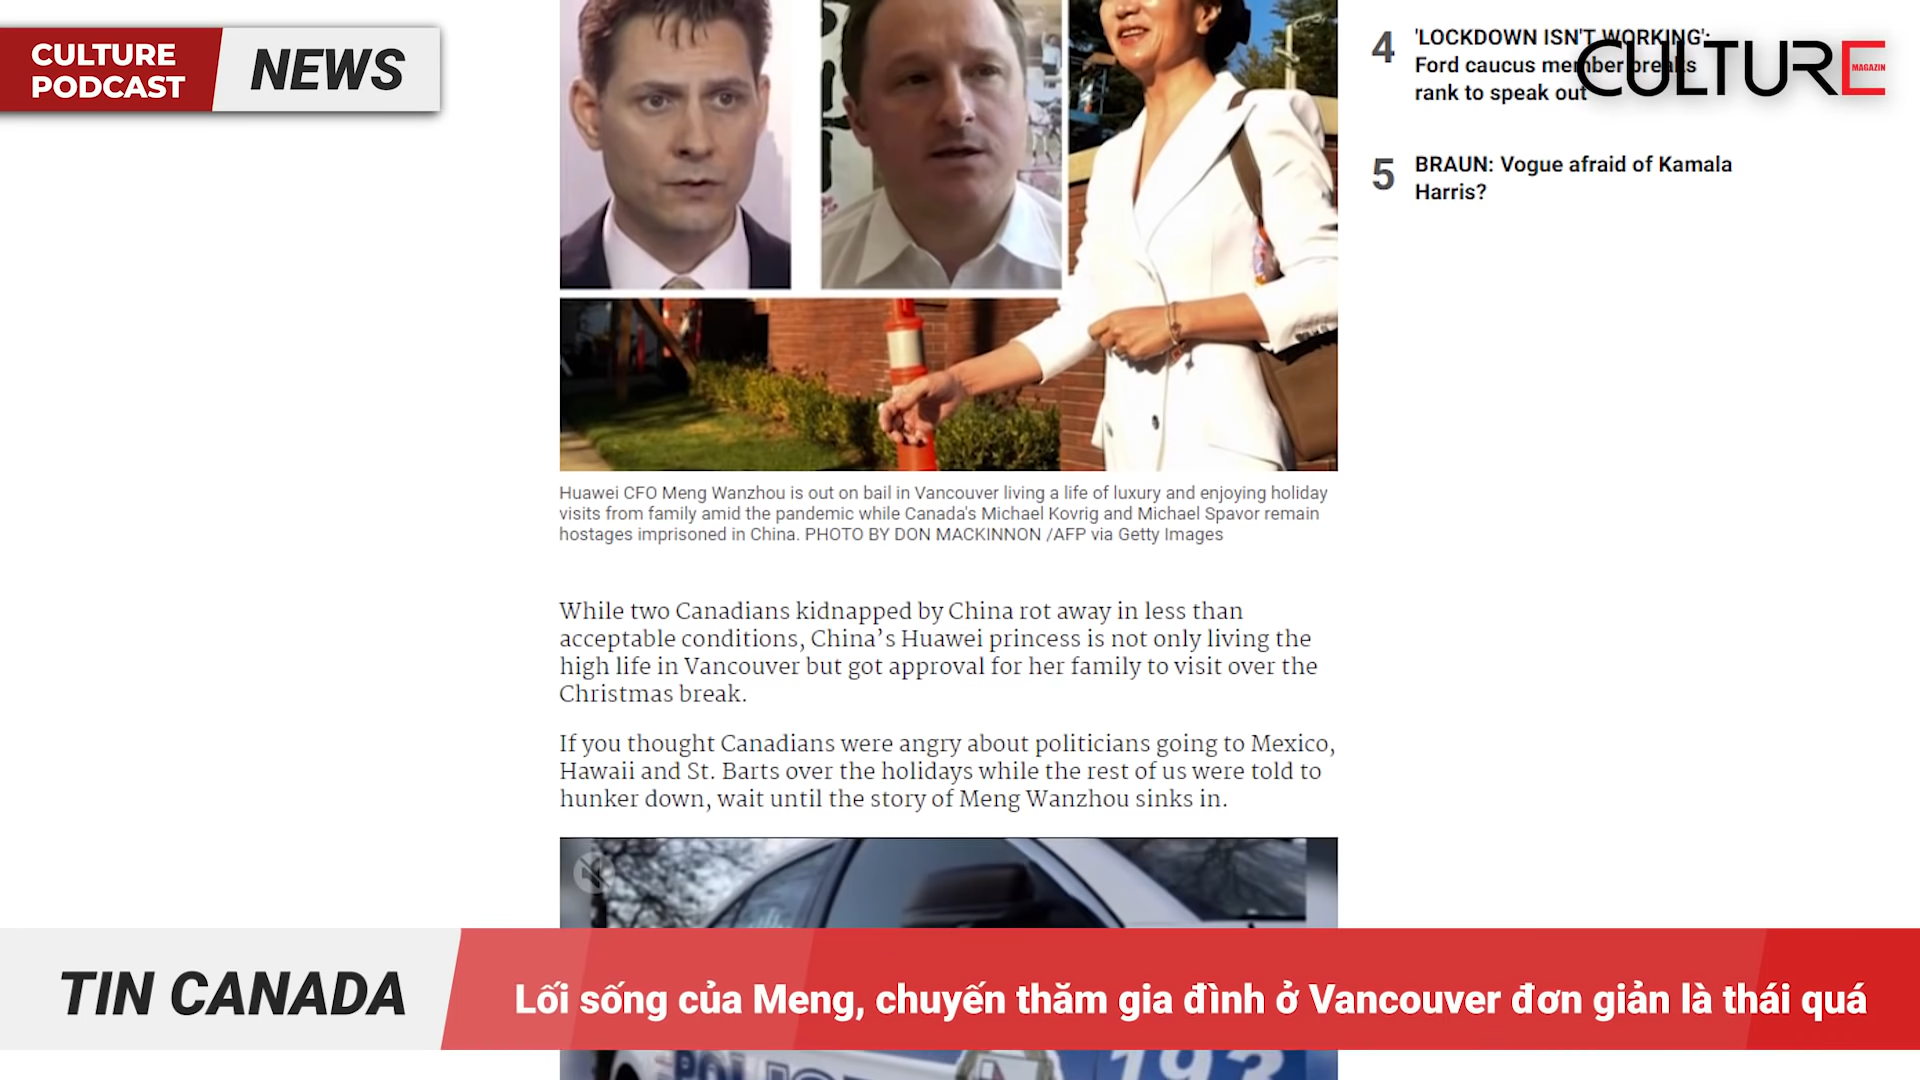 CULTURE
PODCAST
NEWS
4
'LOCKDOWN ISN'T WORKING':
Ford caucus member breaks
rank to speak out
CULTURE
MAGAZIN
5
BRAUN: Vogue afraid of Kamala
Harris?
Huawei CFO Meng Wanzhou is out on bail in Vancouver living a life of luxury and enjoying holiday
visits from family amid the pandemic while Canada's Michael Kovrig and Michael Spavor remain
hostages imprisoned in China. PHOTO BY DON MACKINNON /AFP via Getty Images
While two Canadians kidnapped by China rot away in less than
acceptable conditions, China’s Huawei princess is not only living the
high life in Vancouver but got approval for her family to visit over the
Christmas break.
If you thought Canadians were angry about politicians going to Mexico,
Hawaii and St. Barts over the holidays while the rest of us were told to
hunker down, wait until the story of Meng Wanzhou sinks in.
TIN CANADA
Lối sống của Meng, chuyến thăm gia đình ở Vancouver đơn giản là thái quá